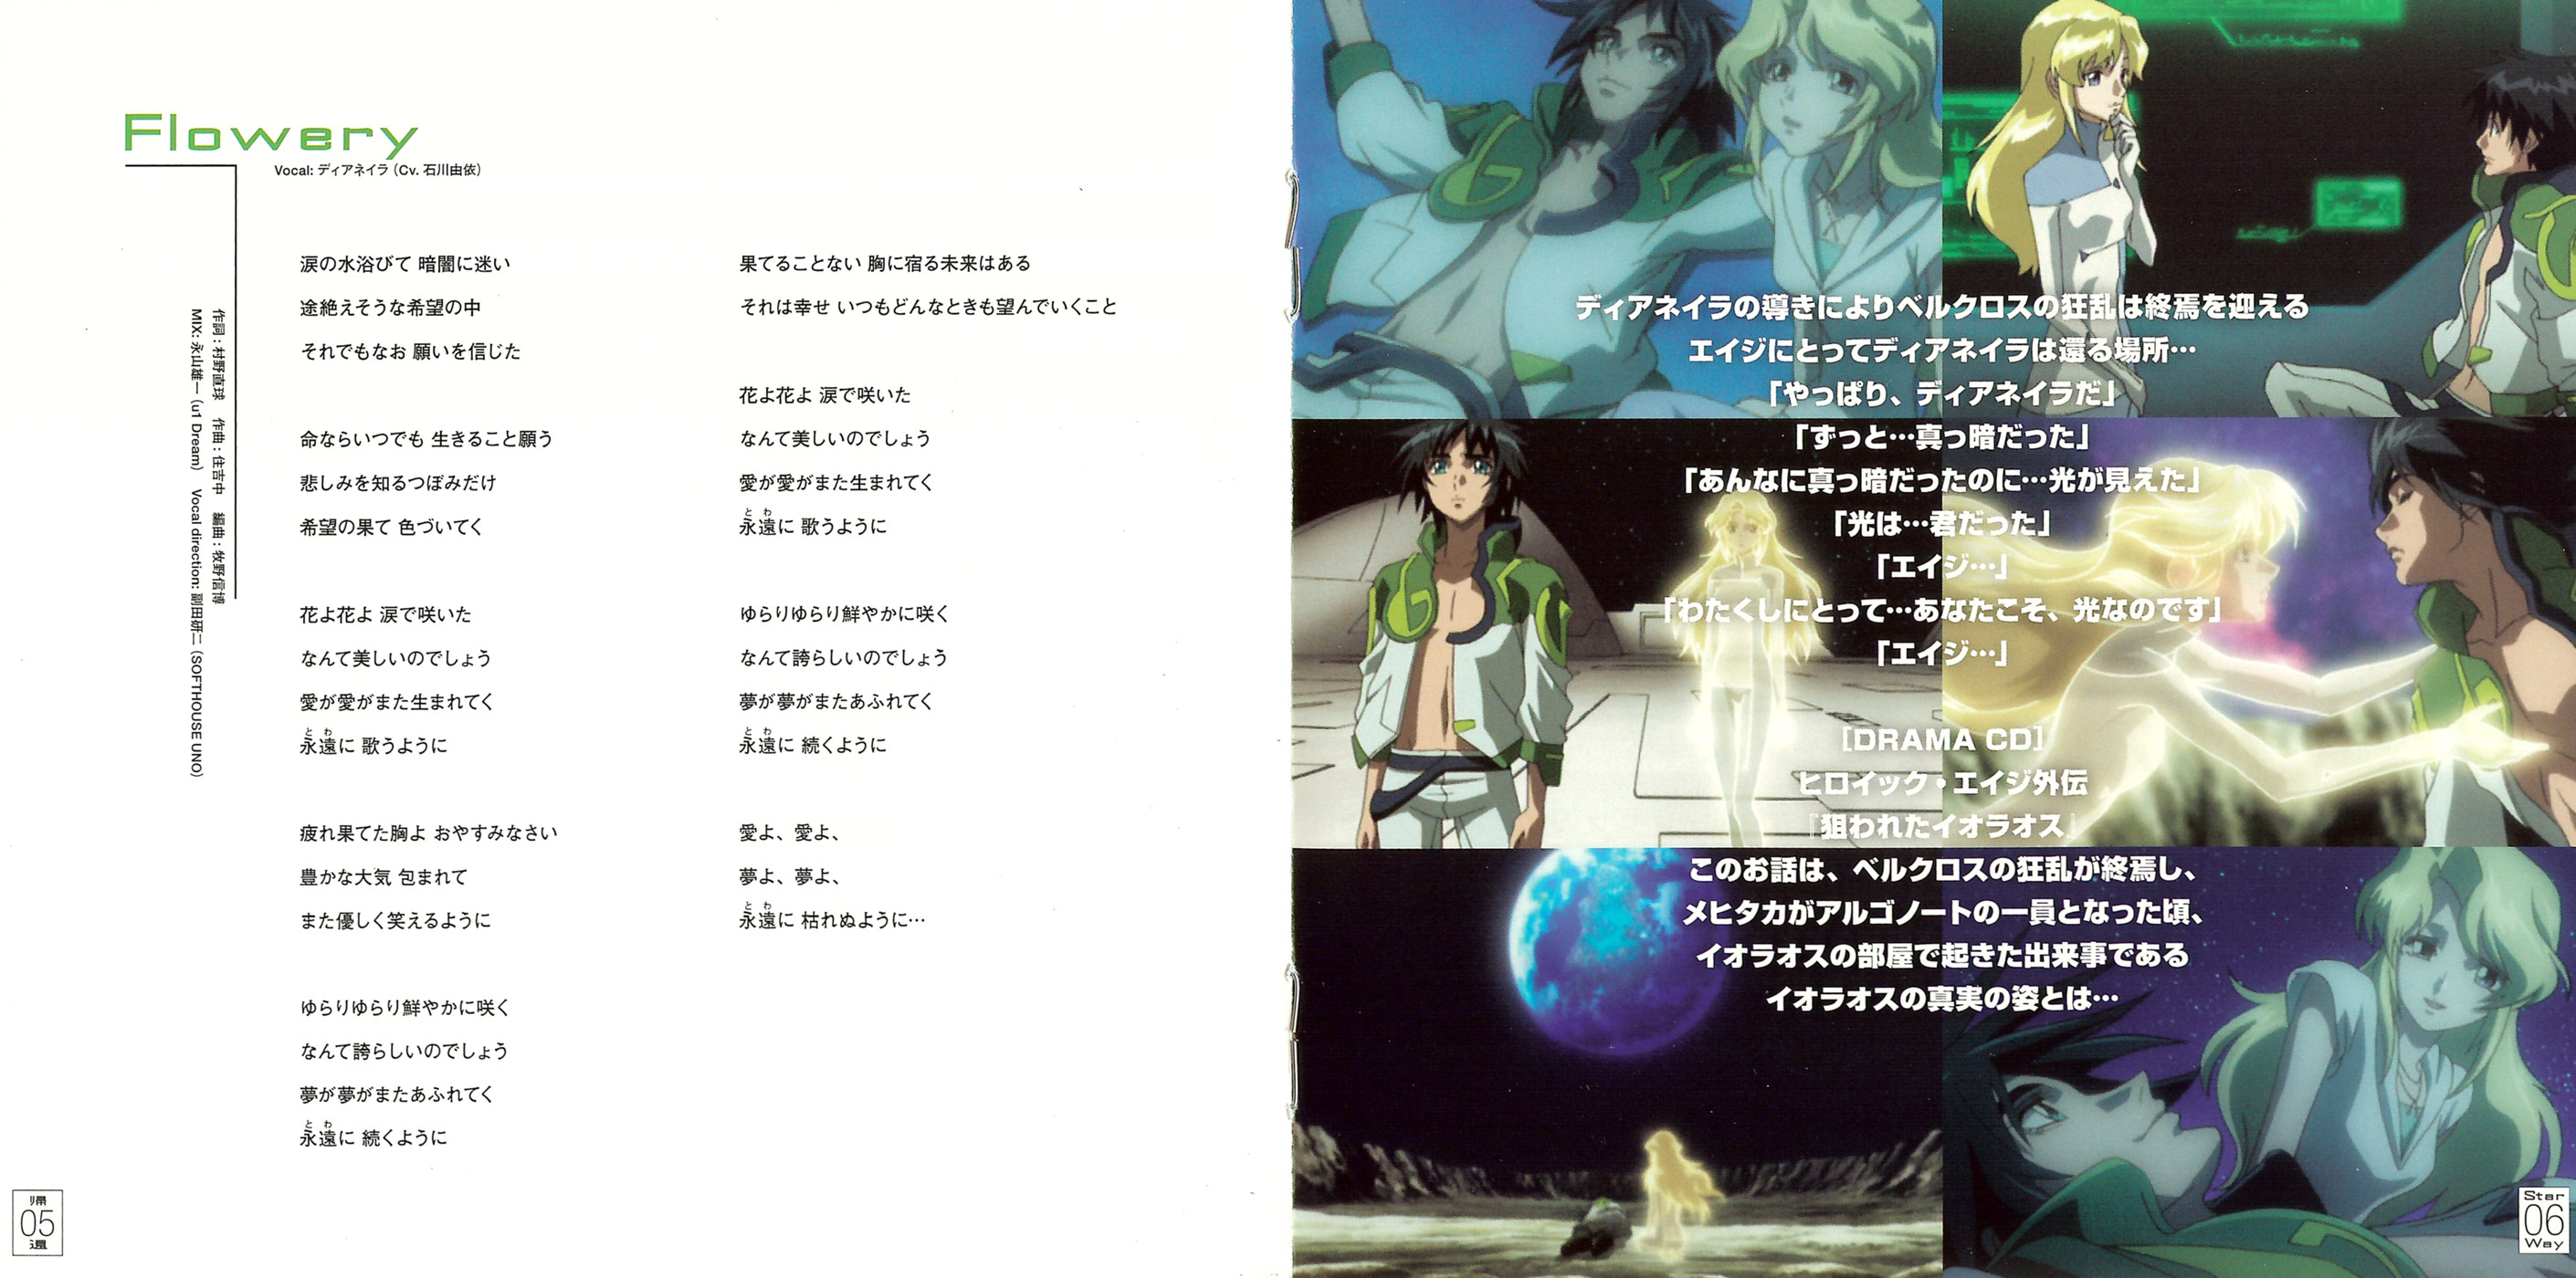 Flowery
Vocal: ディアネイラ（Cv. 石川由依）
作詞：村野直球　作曲：住吉中　編曲：牧野信博
MIX: 永山雄一（u1 Dream）　Vocal direction: 副田研二（SOFTHOUSE UNO）
涙の水浴びて 暗闇に迷い
途絶えそうな希望の中
それでもなお 願いを信じた
命ならいつでも 生きること願う
悲しみを知るつぼみだけ
希望の果て 色づいてく
花よ花よ 涙で咲いた
なんて美しいのでしょう
愛が愛がまた生まれてく
とわ
永遠に 歌うように
疲れ果てた胸よ おやすみなさい
豊かな大気 包まれて
また優しく笑えるように
ゆらりゆらり鮮やかに咲く
なんて誇らしいのでしょう
夢が夢がまたあふれてく
とわ
永遠に 続くように
果てることない 胸に宿る未来はある
それは幸せ いつもどんなときも望んでいくこと
花よ花よ 涙で咲いた
なんて美しいのでしょう
愛が愛がまた生まれてく
とわ
永遠に 歌うように
ゆらりゆらり鮮やかに咲く
なんて誇らしいのでしょう
夢が夢がまたあふれてく
とわ
永遠に 続くように
愛よ、愛よ、
夢よ、夢よ、
とわ
永遠に 枯れぬように…
帰
05
還
ディアネイラの導きによりベルクロスの狂乱は終焉を迎える
エイジにとってディアネイラは還る場所…
「やっぱり、ディアネイラだ」
「ずっと…真っ暗だった」
「あんなに真っ暗だったのに…光が見えた」
「光は…君だった」
「エイジ…」
「わたくしにとって…あなたこそ、光なのです」
「エイジ…」
［DRAMA CD］
ヒロイック・エイジ外伝
『狙われたイオラオス』
このお話は、ベルクロスの狂乱が終焉し、
メヒタカがアルゴノートの一員となった頃、
イオラオスの部屋で起きた出来事である
イオラオスの真実の姿とは…
Star
06
Way